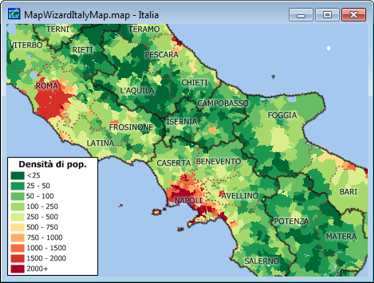 MapWizardItalyMap.map - Italia
TERNI
TERAMO
VITERBO
RIETI
PESCARA
ROMA
L'AQUILA
CHIETI
CAMPOBASSO
FROSINONE
ISERNIA
FOGGIA
LATINA
CASERTA
BENEVENTO
BARI
NAPOLI
AVELLINO
POTENZA
MATERA
SALERNO
Densità di pop.
<25
25 - 50
50 - 100
100 - 250
250 - 500
500 - 750
750 - 1000
1000 - 1500
1500 - 2000
2000+